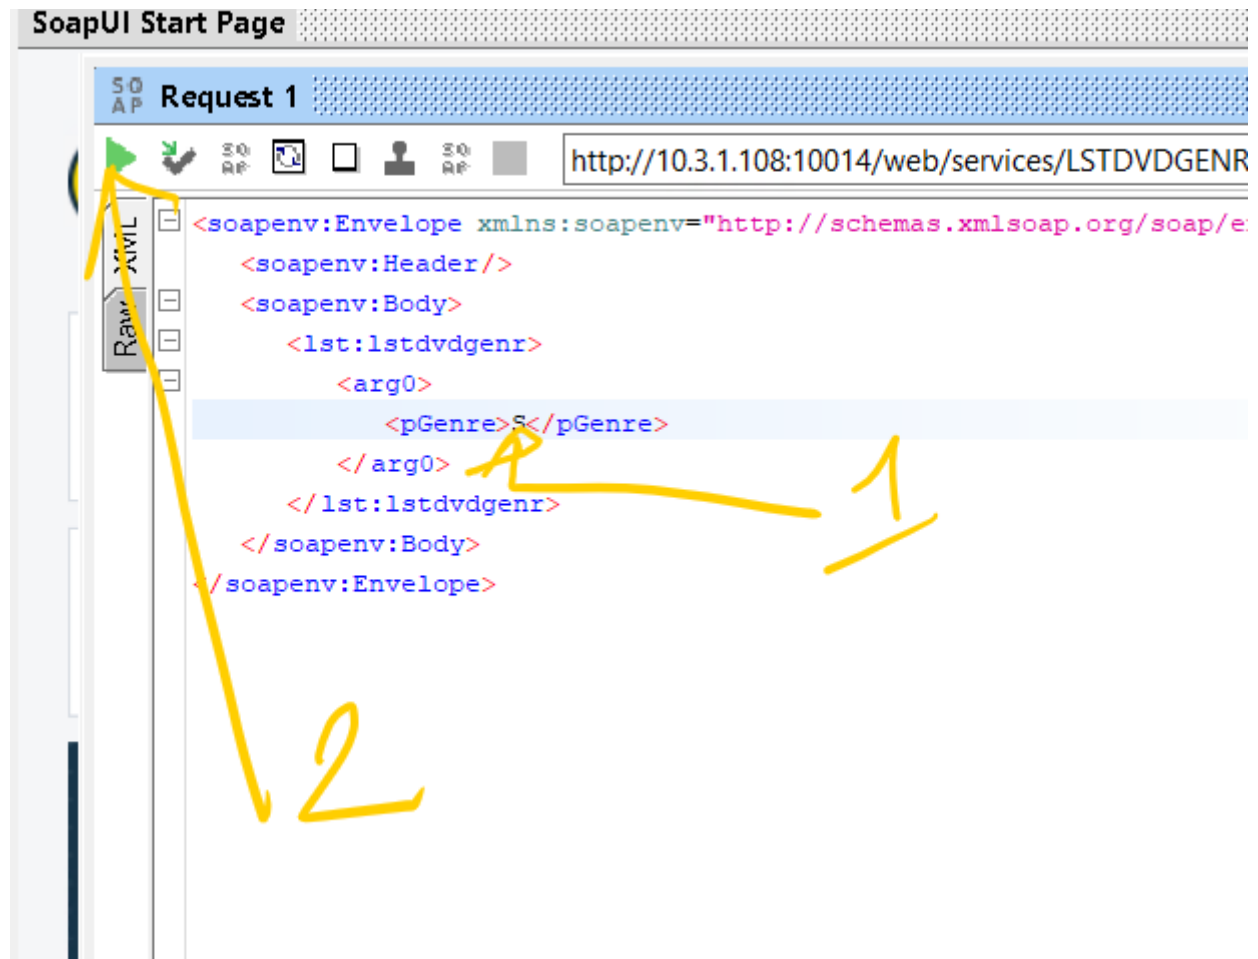 SoapUI Start Page
SOAP Request 1
http://10.3.1.108:10014/web/services/LSTDVDGENR
XML
Raw
<soapenv:Envelope xmlns:soapenv="http://schemas.xmlsoap.org/soap/e
<soapenv:Header/>
<soapenv:Body>
<lst:lstdvdgenr>
<arg0>
<pGenre>S</pGenre>
</arg0>
</lst:lstdvdgenr>
</soapenv:Body>
</soapenv:Envelope>
1
2